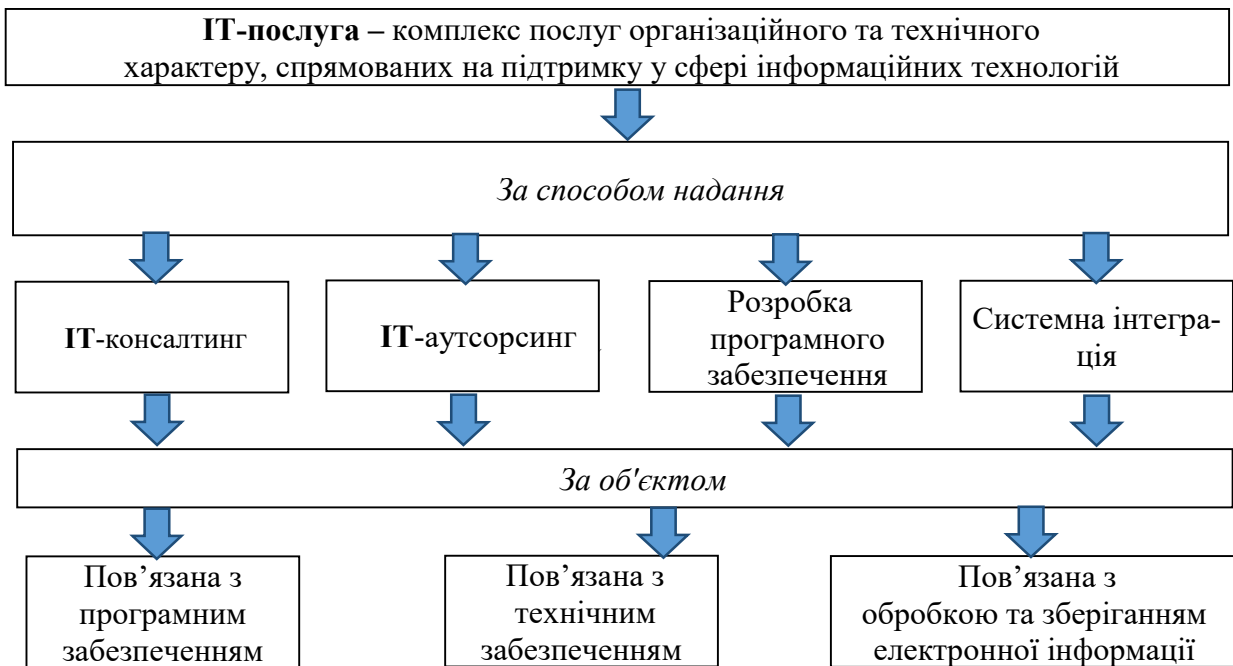 ІТ-послуга – комплекс послуг організаційного та технічного
характеру, спрямованих на підтримку у сфері інформаційних технологій
За способом надання
ІТ-консалтинг
ІТ-аутсорсинг
Розробка
програмного
забезпечення
Системна інтегра-
ція
За об'єктом
Пов’язана з
програмним
забезпеченням
Пов’язана з
технічним
забезпеченням
Пов’язана з
обробкою та зберіганням
електронної інформації